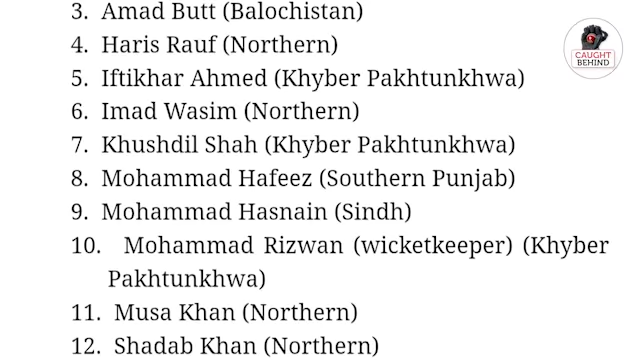 3. Amad Butt (Balochistan)
4. Haris Rauf (Northern)
5. Iftikhar Ahmed (Khyber Pakhtunkhwa)
6. Imad Wasim (Northern)
7. Khushdil Shah (Khyber Pakhtunkhwa)
8. Mohammad Hafeez (Southern Punjab)
9. Mohammad Hasnain (Sindh)
10. Mohammad Rizwan (wicketkeeper) (Khyber
Pakhtunkhwa)
11. Musa Khan (Northern)
12. Shadab Khan (Northern)
CAUGHT
BEHIND